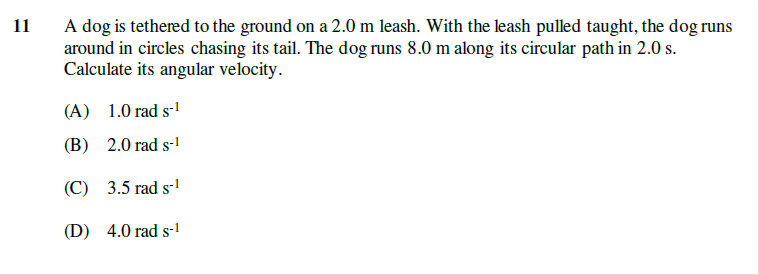 11 A dog is tethered to the ground on a 2.0 m leash. With the leash pulled taught, the dog runs
around in circles chasing its tail. The dog runs 8.0 m along its circular path in 2.0 s.
Calculate its angular velocity.
(A) 1.0 rad s⁻¹
(B) 2.0 rad s⁻¹
(C) 3.5 rad s⁻¹
(D) 4.0 rad s⁻¹